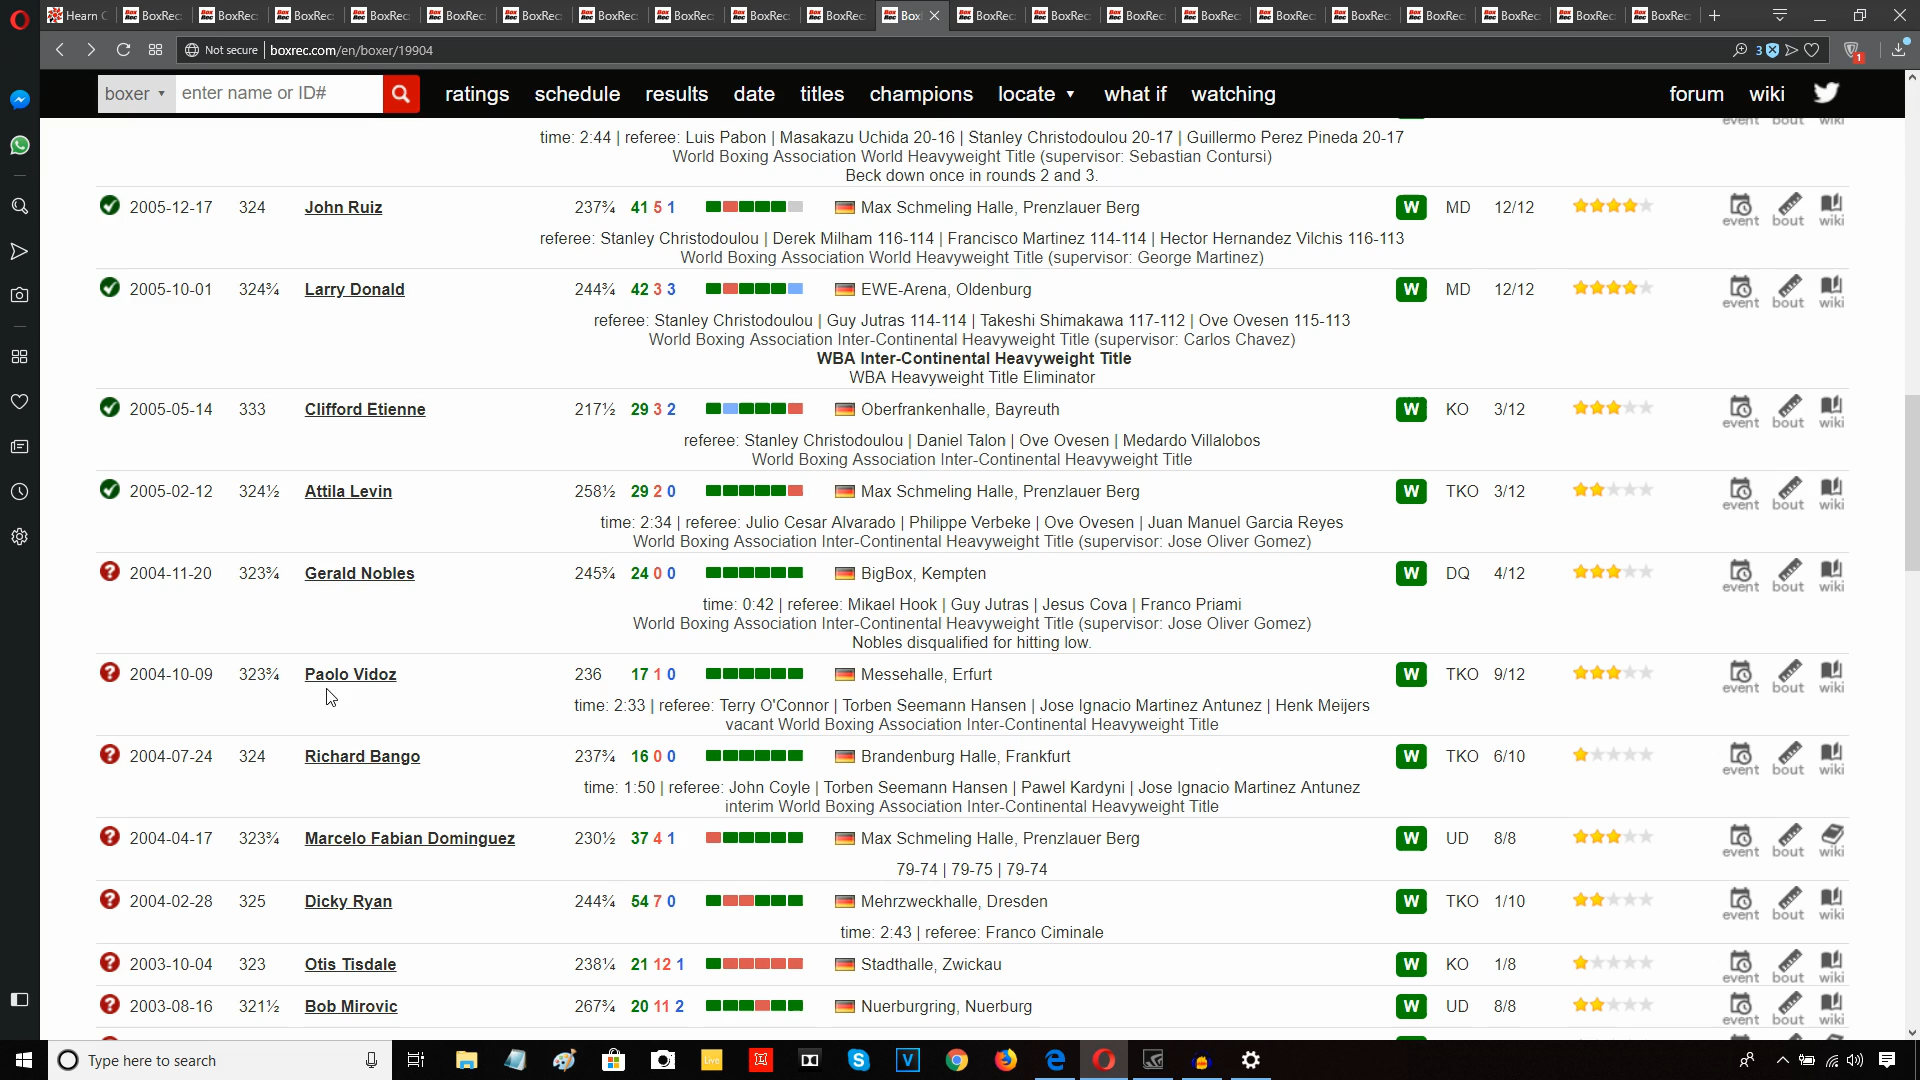 Hearn C BoxRec BoxRec BoxRec BoxRec BoxRec BoxRec BoxRec BoxRec BoxRec BoxRec Box BoxRec BoxRec BoxRec BoxRec BoxRec BoxRec BoxRec BoxRec BoxRec BoxRec
Not secure boxrec.com/en/boxer/19904 3 1
boxer enter name or ID# ratings schedule results date titles champions locate what if watching forum wiki
event bout wiki
time: 2:44 | referee: Luis Pabon | Masakazu Uchida 20-16 | Stanley Christodoulou 20-17 | Guillermo Perez Pineda 20-17
World Boxing Association World Heavyweight Title (supervisor: Sebastian Contursi)
Beck down once in rounds 2 and 3.
2005-12-17 324 John Ruiz 237¾ 41 5 1 Max Schmeling Halle, Prenzlauer Berg W MD 12/12 event bout wiki
referee: Stanley Christodoulou | Derek Milham 116-114 | Francisco Martinez 114-114 | Hector Hernandez Vilchis 116-113
World Boxing Association World Heavyweight Title (supervisor: George Martinez)
2005-10-01 324¾ Larry Donald 244¾ 42 3 3 EWE-Arena, Oldenburg W MD 12/12 event bout wiki
referee: Stanley Christodoulou | Guy Jutras 114-114 | Takeshi Shimakawa 117-112 | Ove Ovesen 115-113
World Boxing Association Inter-Continental Heavyweight Title (supervisor: Carlos Chavez)
WBA Inter-Continental Heavyweight Title
WBA Heavyweight Title Eliminator
2005-05-14 333 Clifford Etienne 217½ 29 3 2 Oberfrankenhalle, Bayreuth W KO 3/12 event bout wiki
referee: Stanley Christodoulou | Daniel Talon | Ove Ovesen | Medardo Villalobos
World Boxing Association Inter-Continental Heavyweight Title
2005-02-12 324½ Attila Levin 258½ 29 2 0 Max Schmeling Halle, Prenzlauer Berg W TKO 3/12 event bout wiki
time: 2:34 | referee: Julio Cesar Alvarado | Philippe Verbeke | Ove Ovesen | Juan Manuel Garcia Reyes
World Boxing Association Inter-Continental Heavyweight Title (supervisor: Jose Oliver Gomez)
2004-11-20 323¾ Gerald Nobles 245¾ 24 0 0 BigBox, Kempten W DQ 4/12 event bout wiki
time: 0:42 | referee: Mikael Hook | Guy Jutras | Jesus Cova | Franco Priami
World Boxing Association Inter-Continental Heavyweight Title (supervisor: Jose Oliver Gomez)
Nobles disqualified for hitting low.
2004-10-09 323¾ Paolo Vidoz 236 17 1 0 Messehalle, Erfurt W TKO 9/12 event bout wiki
time: 2:33 | referee: Terry O'Connor | Torben Seemann Hansen | Jose Ignacio Martinez Antunez | Henk Meijers
vacant World Boxing Association Inter-Continental Heavyweight Title
2004-07-24 324 Richard Bango 237¾ 16 0 0 Brandenburg Halle, Frankfurt W TKO 6/10 event bout wiki
time: 1:50 | referee: John Coyle | Torben Seemann Hansen | Pawel Kardyni | Jose Ignacio Martinez Antunez
interim World Boxing Association Inter-Continental Heavyweight Title
2004-04-17 323¾ Marcelo Fabian Dominguez 230½ 37 4 1 Max Schmeling Halle, Prenzlauer Berg W UD 8/8 event bout wiki
79-74 | 79-75 | 79-74
2004-02-28 325 Dicky Ryan 244¾ 54 7 0 Mehrzweckhalle, Dresden W TKO 1/10 event bout wiki
time: 2:43 | referee: Franco Ciminale
2003-10-04 323 Otis Tisdale 238¼ 21 12 1 Stadthalle, Zwickau W KO 1/8 event bout wiki
2003-08-16 321½ Bob Mirovic 267¾ 20 11 2 Nuerburgring, Nuerburg W UD 8/8 event bout wiki
Type here to search